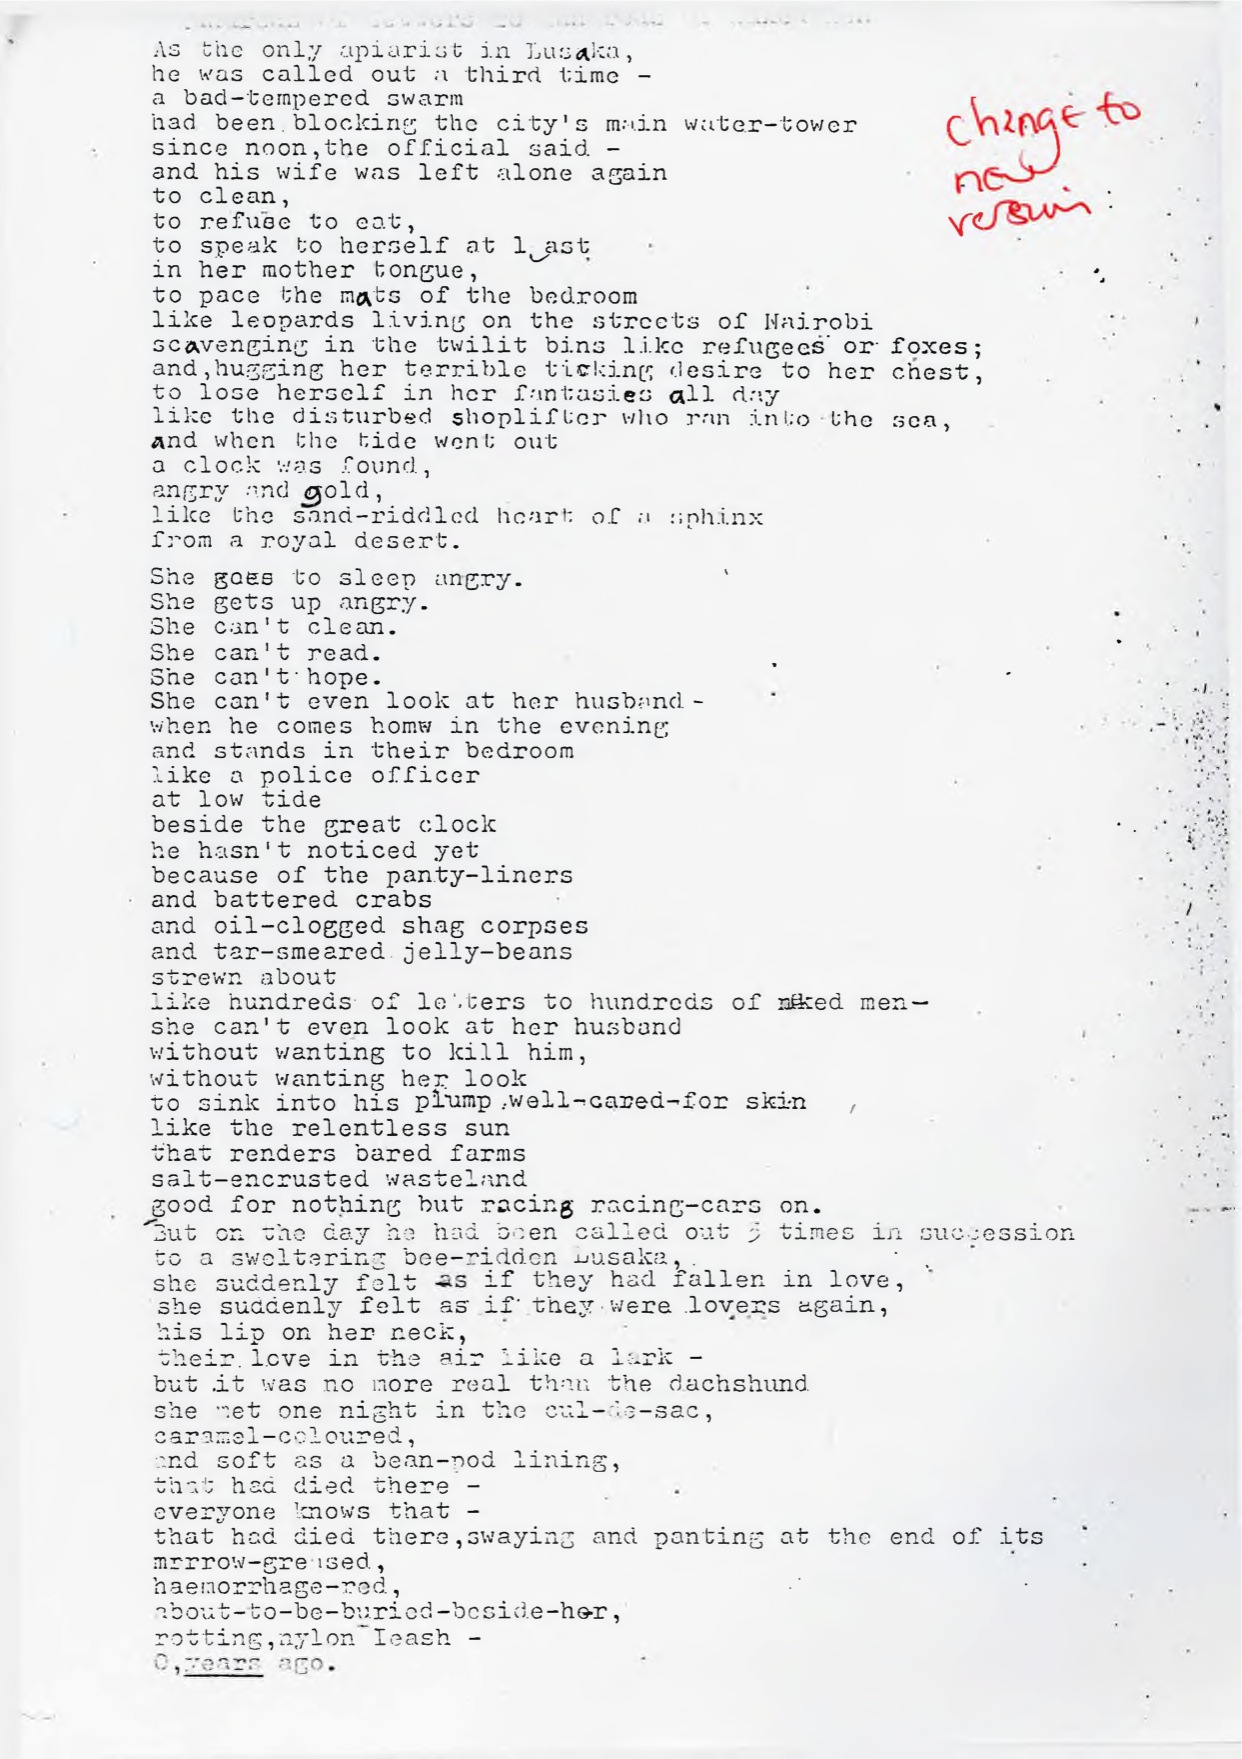 As the only apiarist in Lusaka,
he was called out a third time -
a bad-tempered swarm
had been blocking the city's main water-tower
since noon,the official said -
and his wife was left alone again
to clean,
to refuse to eat,
to speak to herself at last
in her mother tongue,
to pace the mats of the bedroom
like leopards living on the streets of Nairobi
scavenging in the twilit bins like refugees or foxes;
and,hugging her terrible ticking desire to her chest,
to lose herself in her fantasies all day
like the disturbed shoplifter who ran into the sea,
and when the tide went out
a clock was found,
angry and gold,
like the sand-riddled heart of a sphinx
from a royal desert.
She goes to sleep angry.
She gets up angry.
She can't clean.
She can't read.
She can't hope.
She can't even look at her husband -
when he comes homw in the evening
and stands in their bedroom
like a police officer
at low tide
beside the great clock
he hasn't noticed yet
because of the panty-liners
and battered crabs
and oil-clogged shag corpses
and tar-smeared jelly-beans
strewn about
like hundreds of letters to hundreds of naked men-
she can't even look at her husband
without wanting to kill him,
without wanting her look
to sink into his plump,well-cared-for skin
like the relentless sun
that renders bared farms
salt-encrusted wasteland
good for nothing but racing racing-cars on.
But on the day he had been called out 3 times in succession
to a sweltering bee-ridden Lusaka,
she suddenly felt as if they had fallen in love,
she suddenly felt as if they were lovers again,
his lip on her neck,
their love in the air like a lark -
but it was no more real than the dachshund
she met one night in the cul-de-sac,
caramel-coloured,
and soft as a bean-pod lining,
that had died there -
everyone knows that -
that had died there,swaying and panting at the end of its
mrrrow-greased,
haemorrhage-red,
about-to-be-buried-beside-her,
rotting,nylon leash -
O,years ago.
change to
new
version